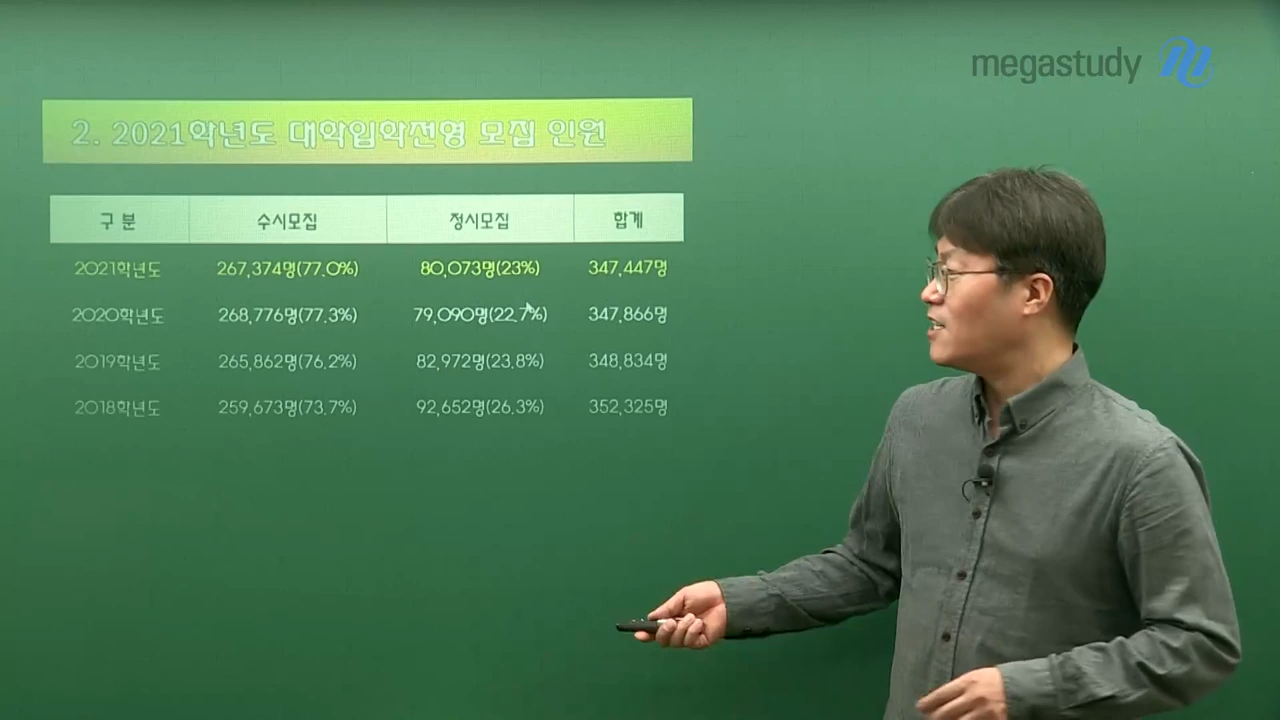 megastudy
2. 2021학년도 대학입학전형 모집 인원
구 분 수시모집 정시모집 합계
2021학년도 267,374명(77.0%) 80,073명(23%) 347,447명
2020학년도 268,776명(77.3%) 79,090명(22.7%) 347,866명
2019학년도 265,862명(76.2%) 82,972명(23.8%) 348,834명
2018학년도 259,673명(73.7%) 92,652명(26.3%) 352,325명